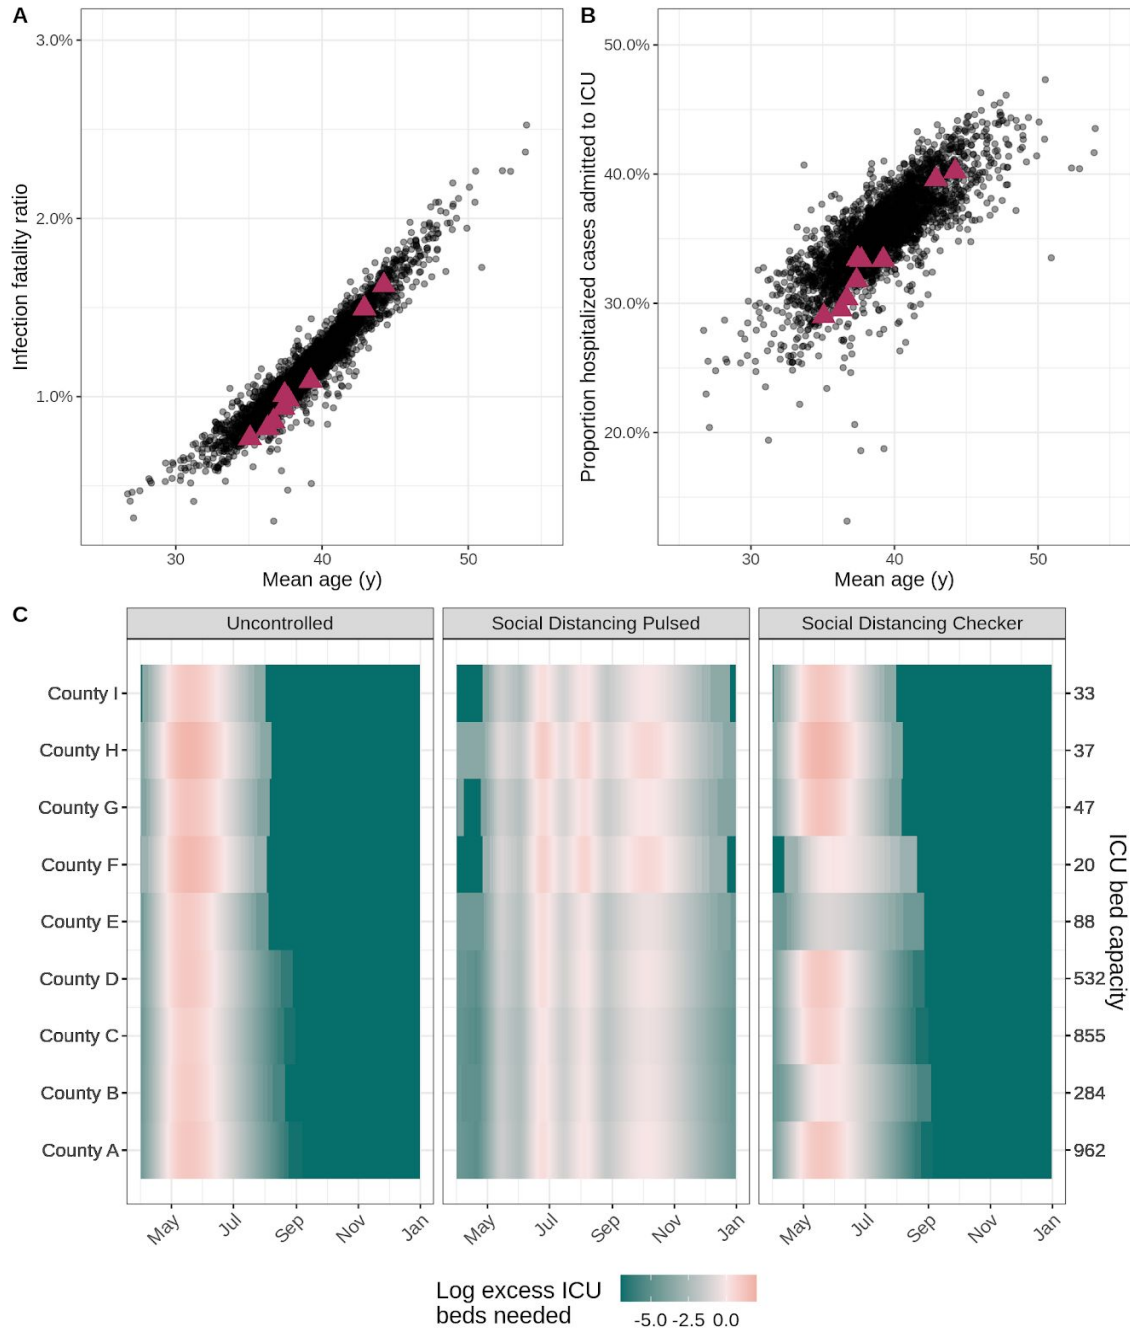 A
B
3.0%
2.0%
1.0%
Infection fatality ratio
30
40
50
Mean age (y)
50.0%
40.0%
30.0%
20.0%
Proportion hospitalized cases admitted to ICU
30
40
50
Mean age (y)
C
Uncontrolled
Social Distancing Pulsed
Social Distancing Checker
County I
County H
County G
County F
County E
County D
County C
County B
County A
33
37
47
20
88
532
855
284
962
ICU bed capacity
May
Jul
Sep
Nov
Jan
May
Jul
Sep
Nov
Jan
May
Jul
Sep
Nov
Jan
Log excess ICU
beds needed
-5.0 -2.5 0.0